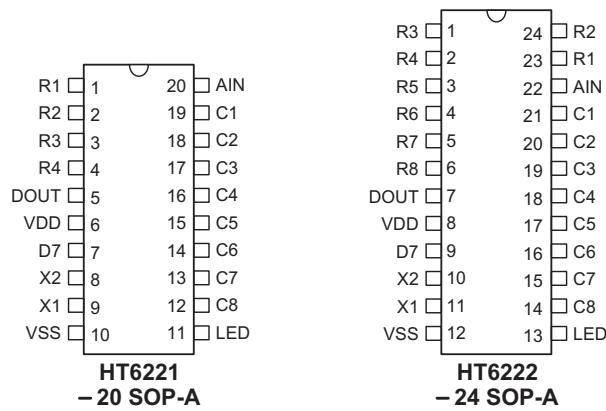 R1 1 20 AIN
R2 2 19 C1
R3 3 18 C2
R4 4 17 C3
DOUT 5 16 C4
VDD 6 15 C5
D7 7 14 C6
X2 8 13 C7
X1 9 12 C8
VSS 10 11 LED
HT6221
– 20 SOP-A
R3 1 24 R2
R4 2 23 R1
R5 3 22 AIN
R6 4 21 C1
R7 5 20 C2
R8 6 19 C3
DOUT 7 18 C4
VDD 8 17 C5
D7 9 16 C6
X2 10 15 C7
X1 11 14 C8
VSS 12 13 LED
HT6222
– 24 SOP-A